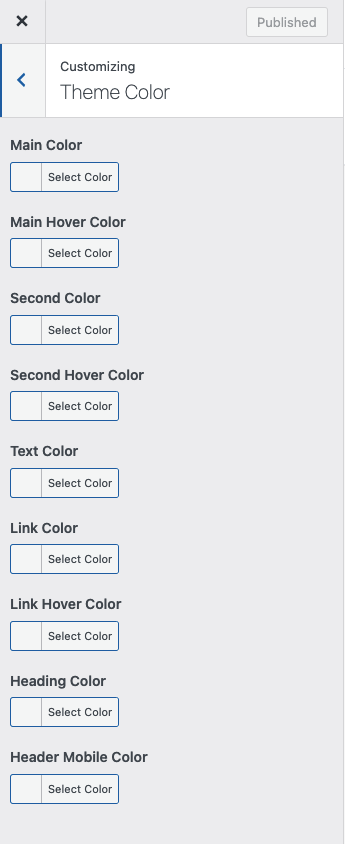 Published
Customizing
Theme Color
Main Color
Select Color
Main Hover Color
Select Color
Second Color
Select Color
Second Hover Color
Select Color
Text Color
Select Color
Link Color
Select Color
Link Hover Color
Select Color
Heading Color
Select Color
Header Mobile Color
Select Color